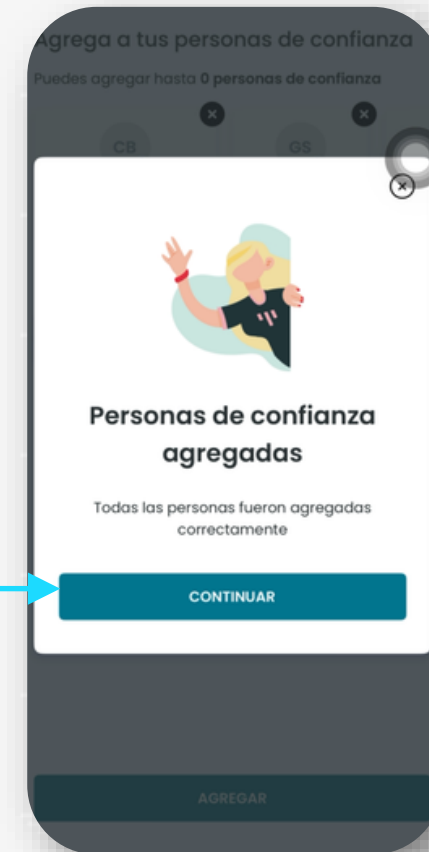 Agrega a tus personas de confianza
Puedes agregar hasta 0 personas de confianza
CB
GS
Personas de confianza
agregadas
Todas las personas fueron agregadas
correctamente
CONTINUAR
AGREGAR